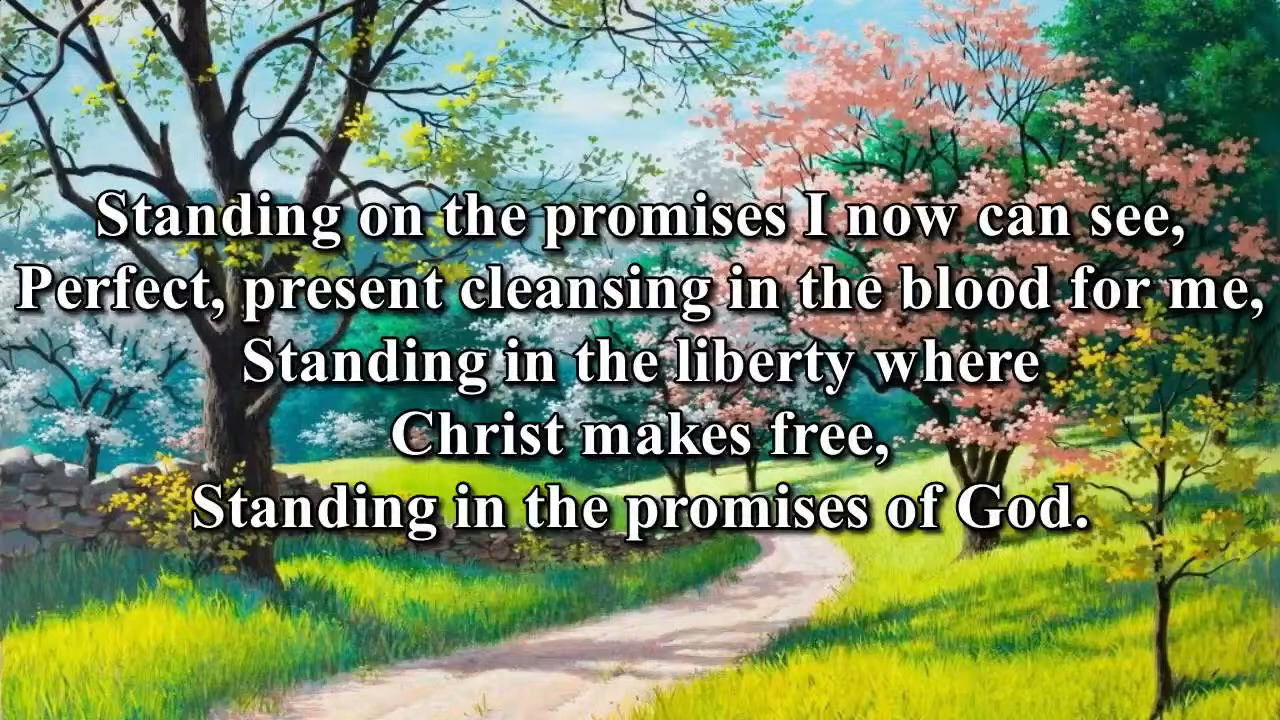 Standing on the promises I now can see,
Perfect, present cleansing in the blood for me,
Standing in the liberty where
Christ makes free,
Standing in the promises of God.